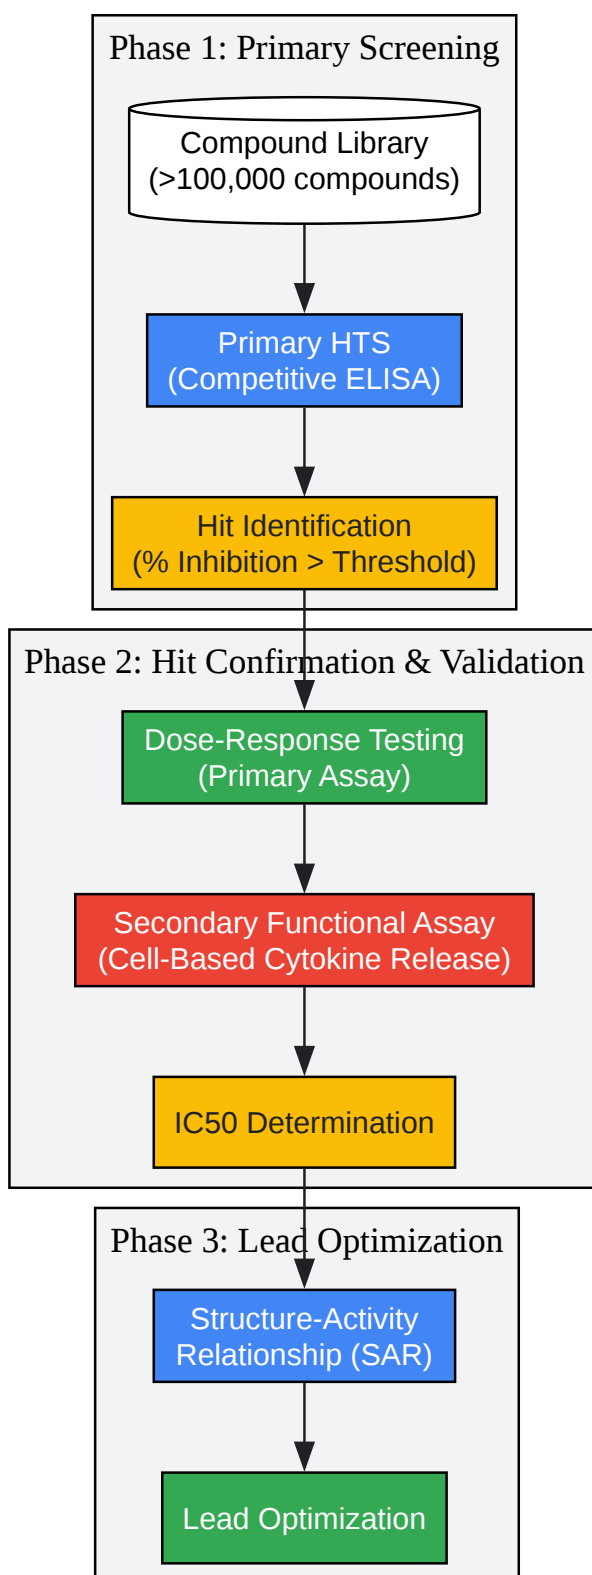 Phase 1: Primary Screening
Compound Library
(>100,000 compounds)
Primary HTS
(Competitive ELISA)
Hit Identification
(% Inhibition > Threshold)
Phase 2: Hit Confirmation & Validation
Dose-Response Testing
(Primary Assay)
Secondary Functional Assay
(Cell-Based Cytokine Release)
IC50 Determination
Phase 3: Lead Optimization
Structure-Activity
Relationship (SAR)
Lead Optimization